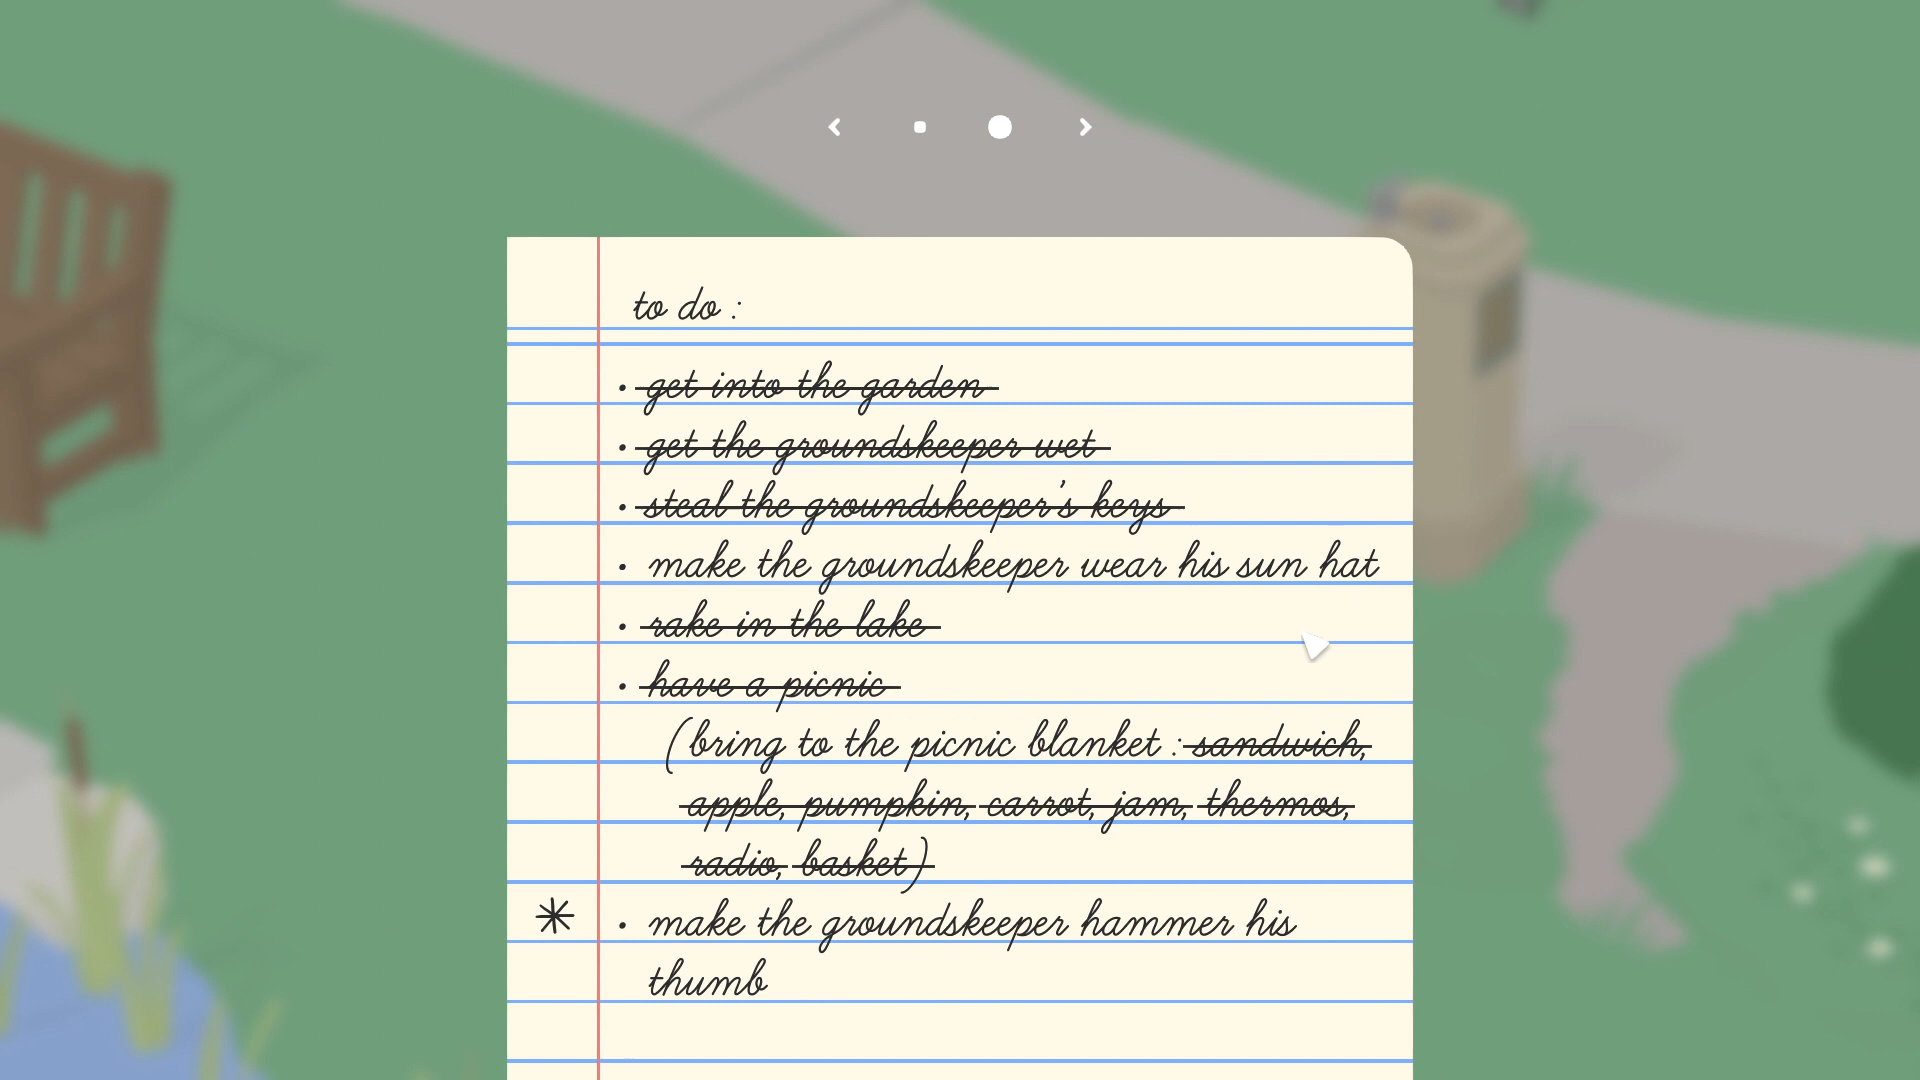 to do :
• get into the garden
• get the groundskeeper wet
• steal the groundskeeper's keys
• make the groundskeeper wear his sun hat
• rake in the lake
• have a picnic
(bring to the picnic blanket : sandwich,
apple, pumpkin, carrot, jam, thermos,
radio, basket)
* • make the groundskeeper hammer his
thumb